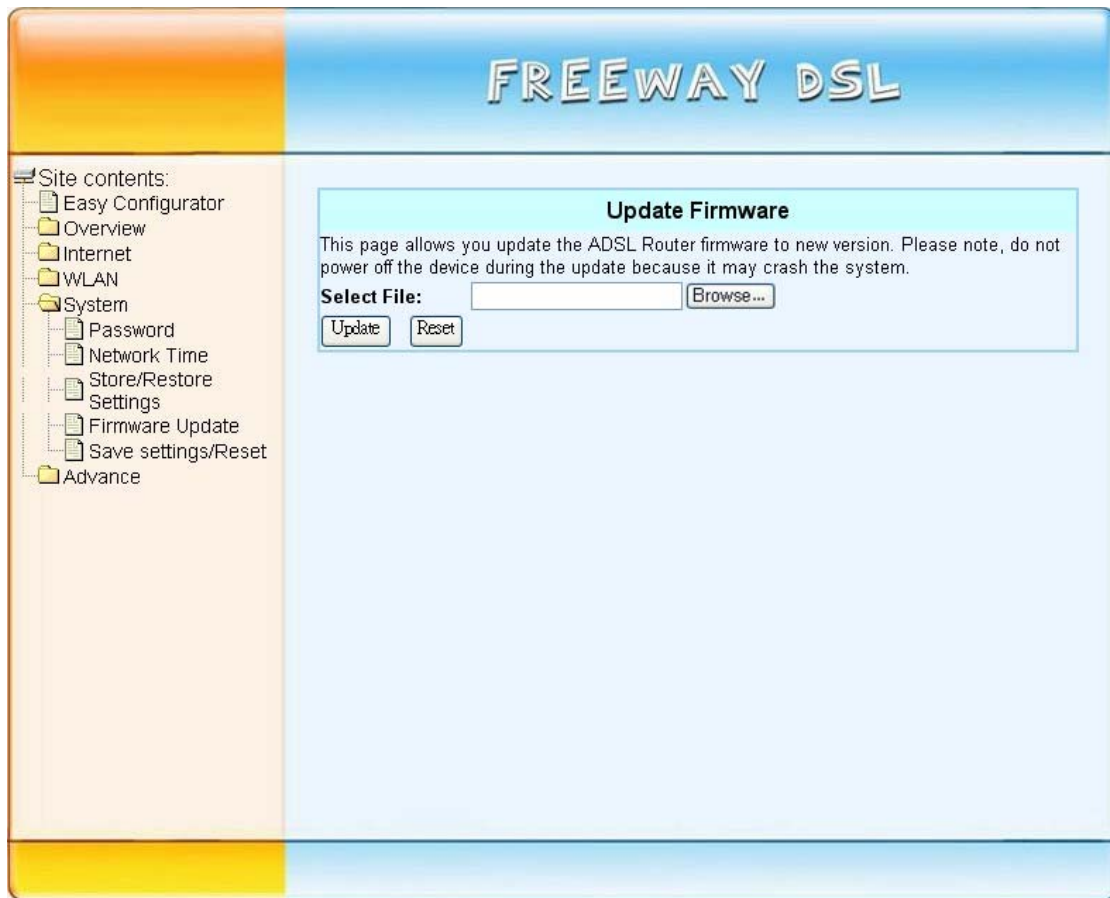 FREEWAY DSL
Site contents:
Easy Configurator
Overview
Internet
WLAN
System
Password
Network Time
Store/Restore
Settings
Firmware Update
Save settings/Reset
Advance
Update Firmware
This page allows you update the ADSL Router firmware to new version. Please note, do not
power off the device during the update because it may crash the system.
Select File: Browse...
Update Reset